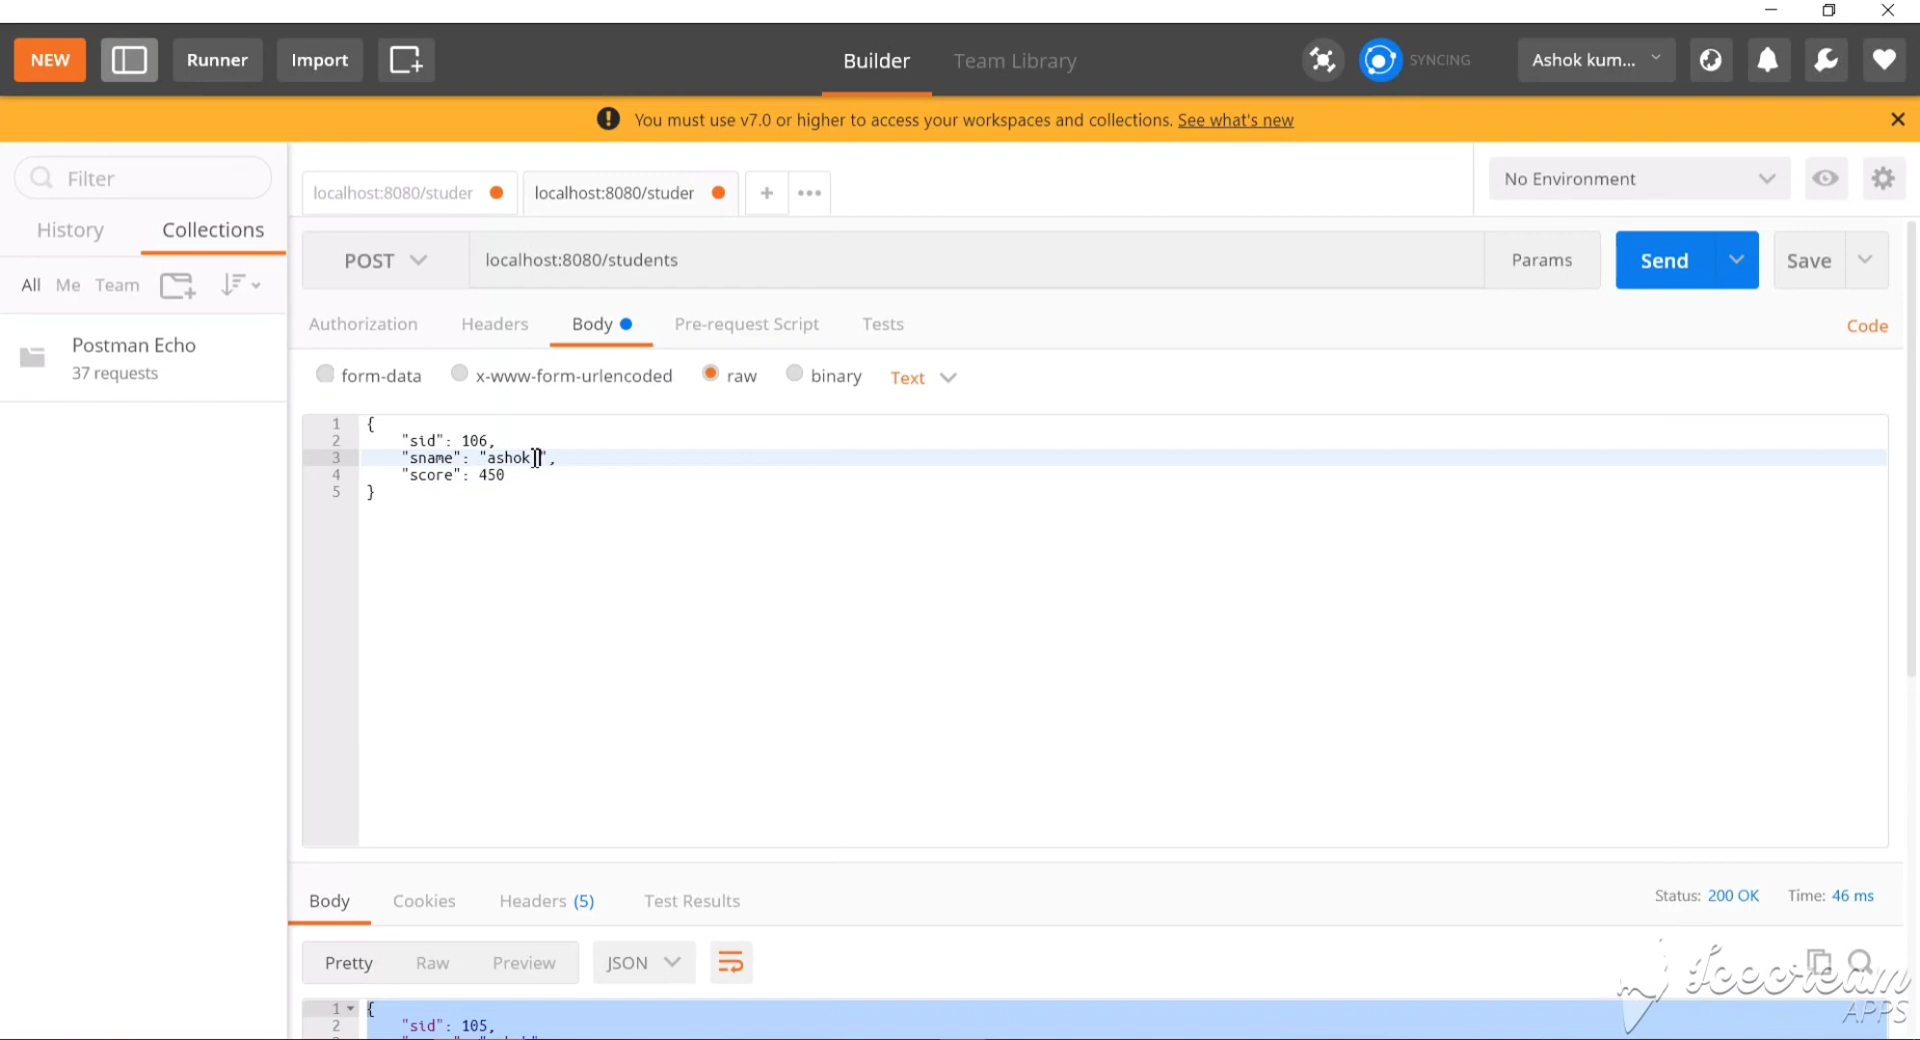 NEW
Runner
Import
Builder
Team Library
SYNCING
Ashok kum...
You must use v7.0 or higher to access your workspaces and collections. See what's new
Filter
localhost:8080/studer
localhost:8080/studer
No Environment
History
Collections
POST
localhost:8080/students
Params
Send
Save
All
Me
Team
Authorization
Headers
Body
Pre-request Script
Tests
Code
Postman Echo
37 requests
form-data
x-www-form-urlencoded
raw
binary
Text
1 {
2 "sid": 106,
3 "sname": "ashok ",
4 "score": 450
5 }
Body
Cookies
Headers (5)
Test Results
Status: 200 OK
Time: 46 ms
Pretty
Raw
Preview
JSON
Icecream
APPS
1 {
2 "sid": 105,